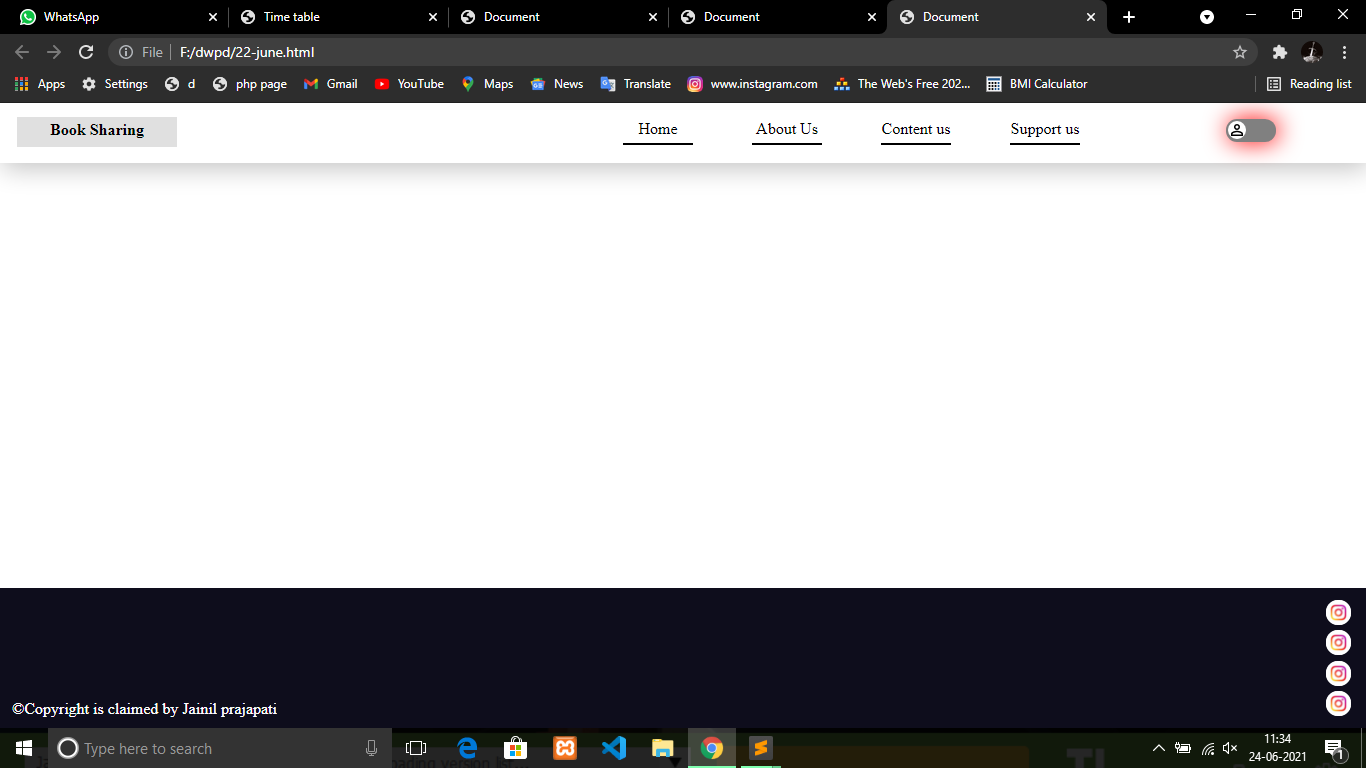 WhatsApp
Time table
Document
Document
Document
File F:/dwpd/22-june.html
Apps Settings d php page Gmail YouTube Maps News Translate www.instagram.com The Web's Free 202... BMI Calculator Reading list
Book Sharing Home About Us Content us Support us
©Copyright is claimed by Jainil prajapati
Type here to search
11:34
24-06-2021
1